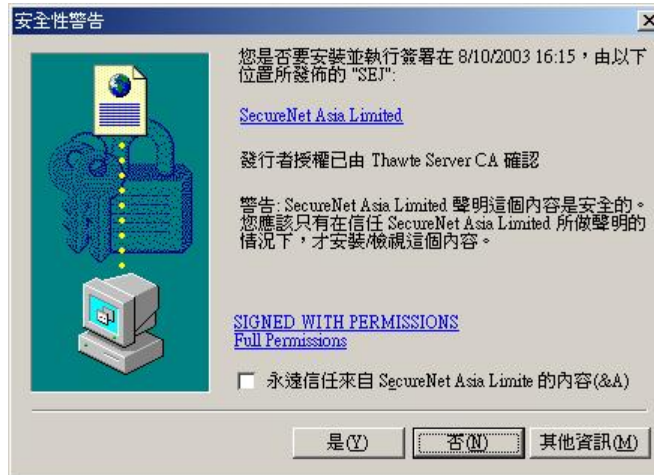 安全性警告
您是否要安裝並執行簽署在 8/10/2003 16:15，由以下
位置所發佈的 "SEJ":
SecureNet Asia Limited
發行者授權已由 Thawte Server CA 確認
警告: SecureNet Asia Limited 聲明這個內容是安全的。
您應該只有在信任 SecureNet Asia Limited 所做聲明的
情況下，才安裝/檢視這個內容。
SIGNED WITH PERMISSIONS
Full Permissions
永遠信任來自 SecureNet Asia Limite 的內容(&A)
是(Y) 否(N) 其他資訊(M)